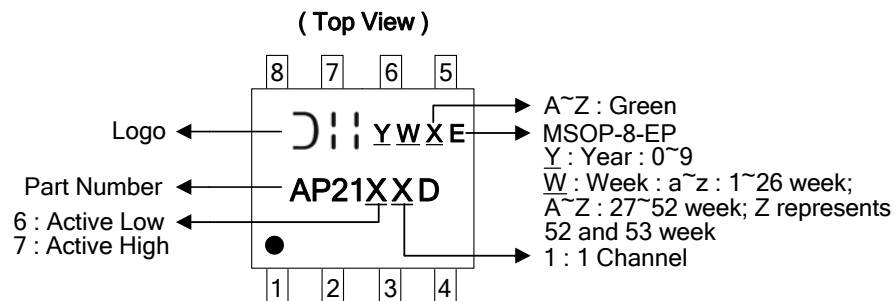 ( Top View )
8 7 6 5
Logo
Y W X E
A~Z : Green
MSOP-8-EP
Y : Year : 0~9
W : Week : a~z : 1~26 week;
A~Z : 27~52 week; Z represents
52 and 53 week
1 : 1 Channel
Part Number
AP21XXD
6 : Active Low
7 : Active High
1 2 3 4